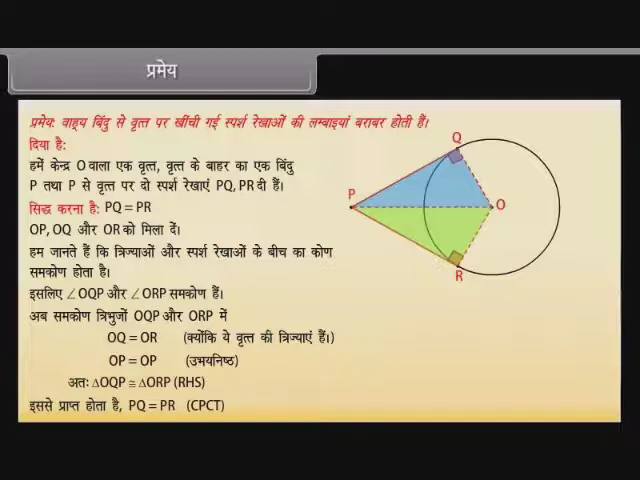 प्रमेय
प्रमेय: वाह्य बिंदु से वृत्त पर खींची गई स्पर्श रेखाओं की लम्बाइयां बराबर होती हैं।
दिया है:
हमें केन्द्र O वाला एक वृत्त, वृत्त के बाहर का एक बिंदु
P तथा P से वृत्त पर दो स्पर्श रेखाएं PQ, PR दी हैं।
सिद्ध करना है: PQ = PR
OP, OQ और OR को मिला दें।
हम जानते हैं कि त्रिज्याओं और स्पर्श रेखाओं के बीच का कोण
समकोण होता है।
इसलिए ∠OQP और ∠ORP समकोण हैं।
अब समकोण त्रिभुजों OQP और ORP में
OQ = OR (क्योंकि ये वृत्त की त्रिज्याएं हैं।)
OP = OP (उभयनिष्ठ)
अतः ΔOQP ≅ ΔORP (RHS)
इससे प्राप्त होता है, PQ = PR (CPCT)
Q
P
O
R